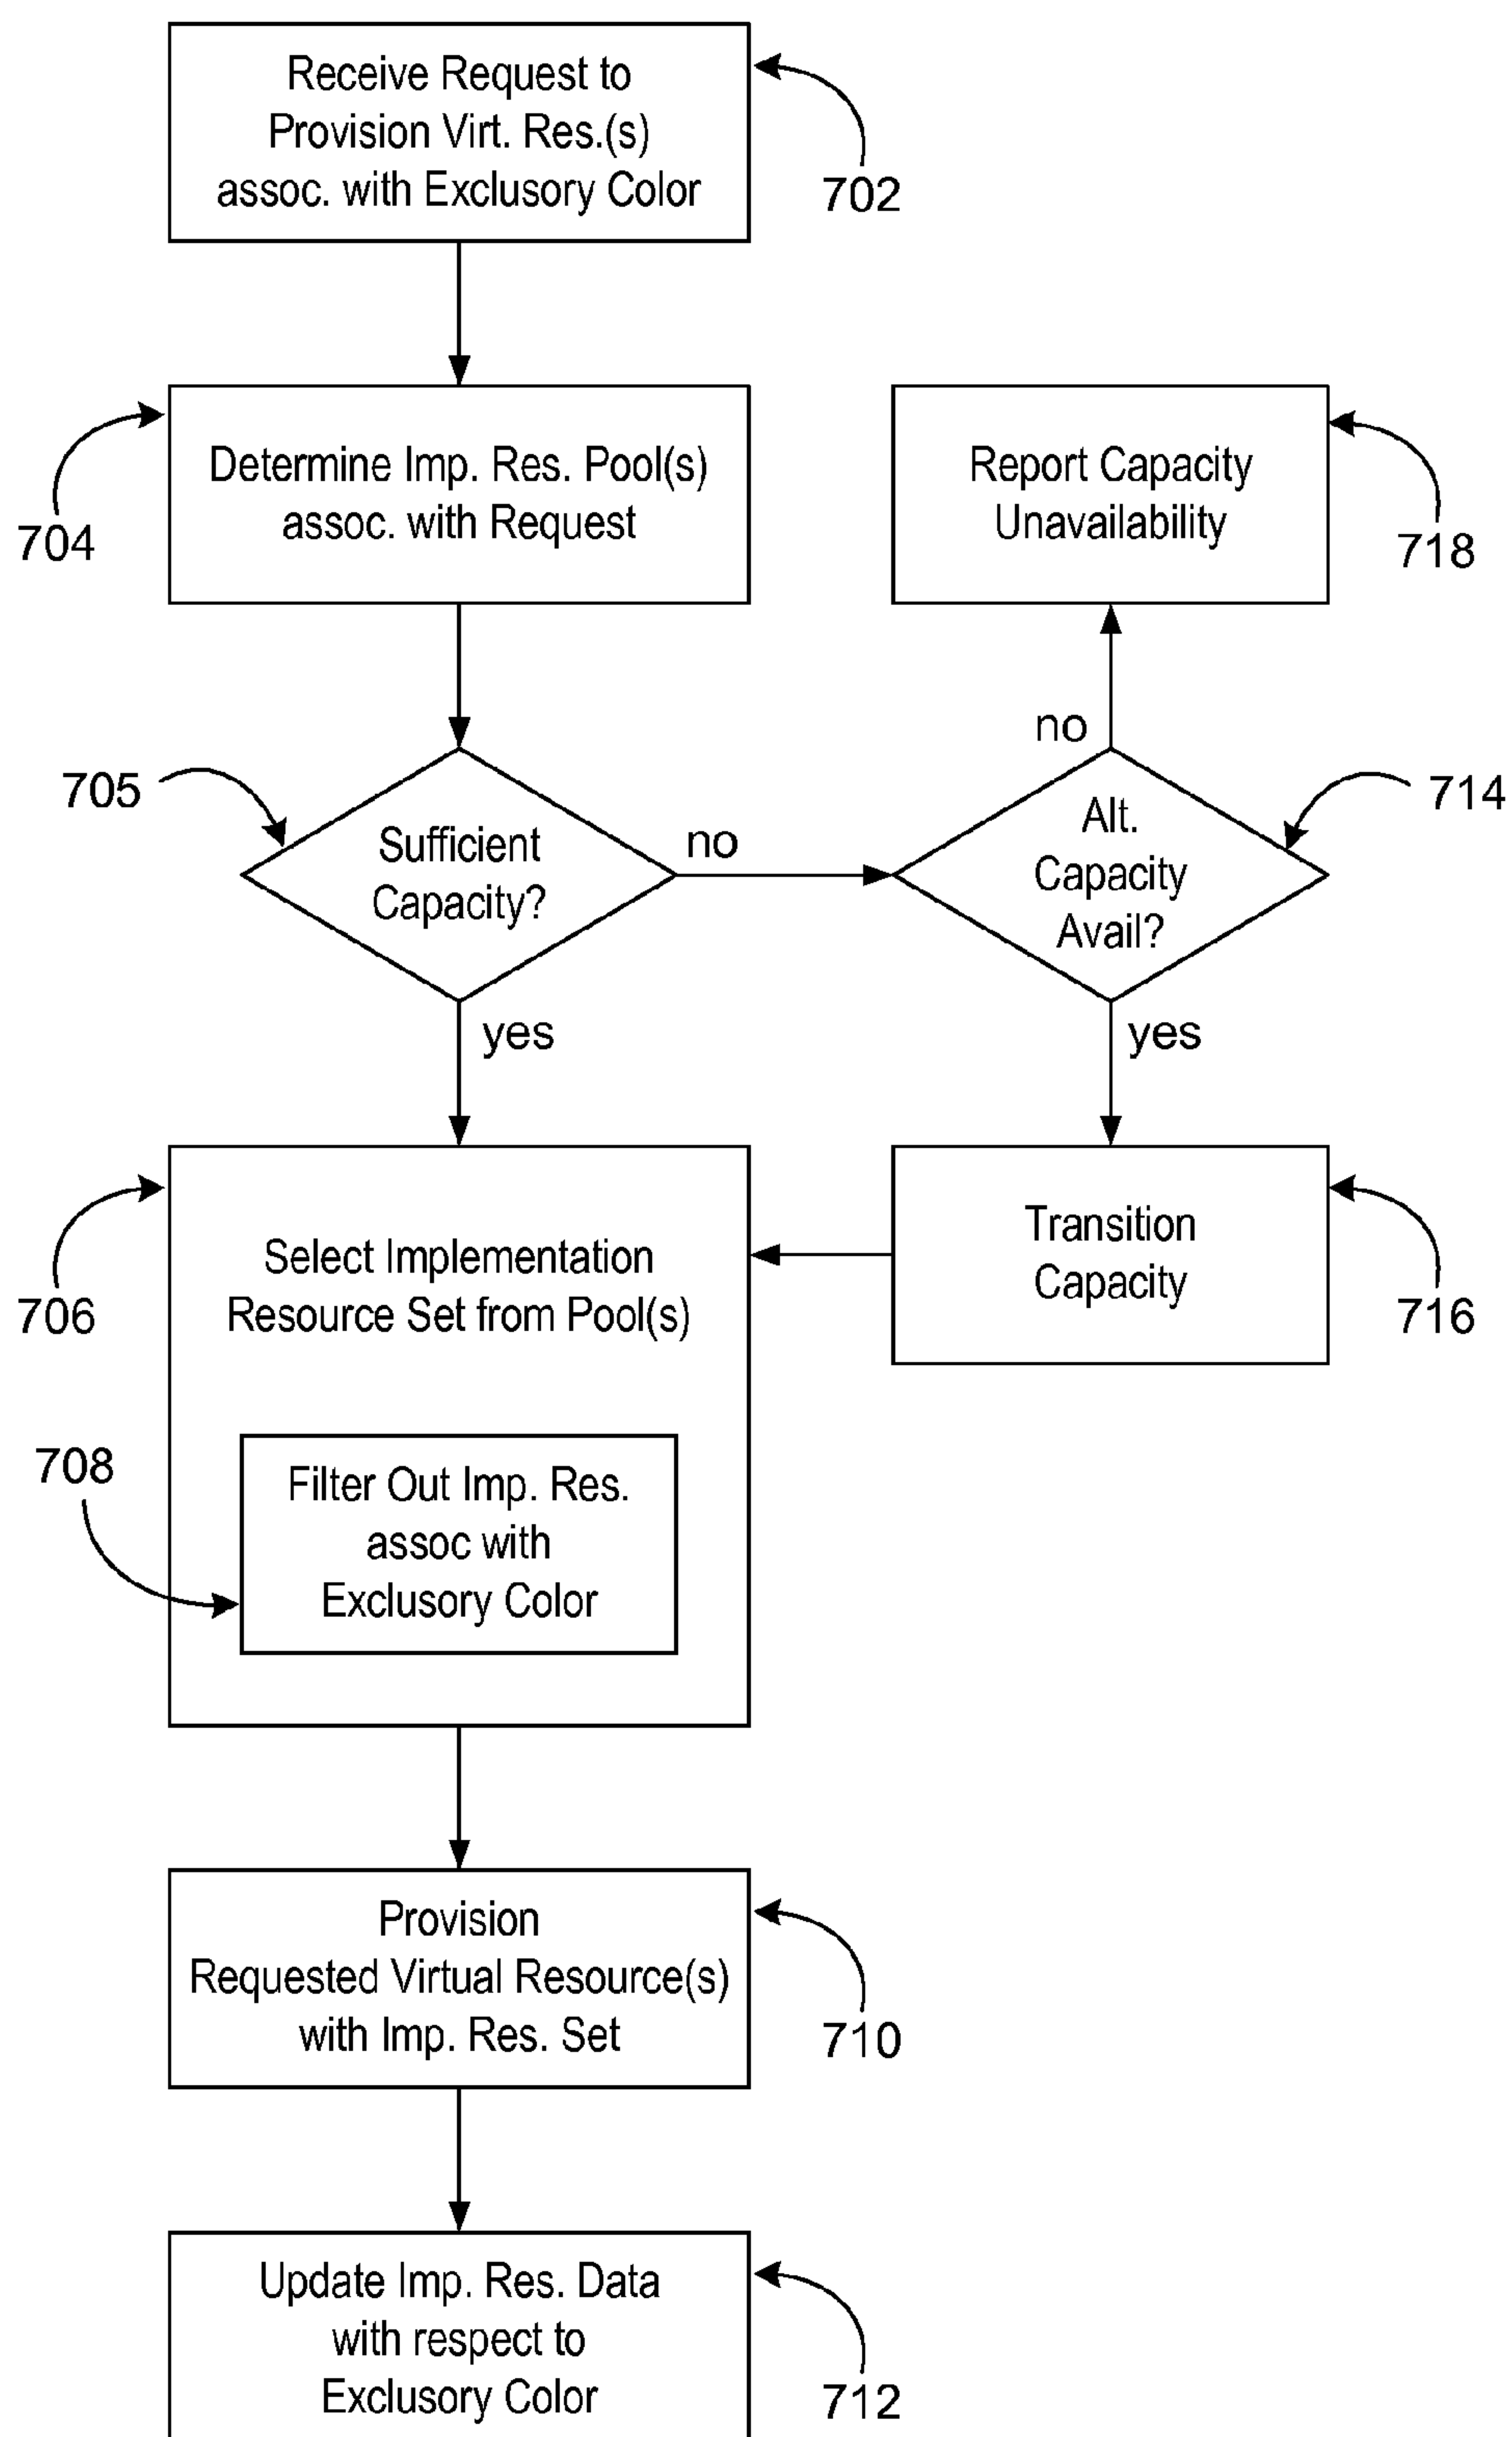 Receive Request to
Provision Virt. Res.(s)
assoc. with Exclusory Color
702
Determine Imp. Res. Pool(s)
assoc. with Request
704
Report Capacity
Unavailability
718
705
Sufficient
Capacity?
no
yes
no
Alt.
Capacity
Avail?
714
yes
706
Select Implementation
Resource Set from Pool(s)
Transition
Capacity
716
708
Filter Out Imp. Res.
assoc with
Exclusory Color
Provision
Requested Virtual Resource(s)
with Imp. Res. Set
710
Update Imp. Res. Data
with respect to
Exclusory Color
712